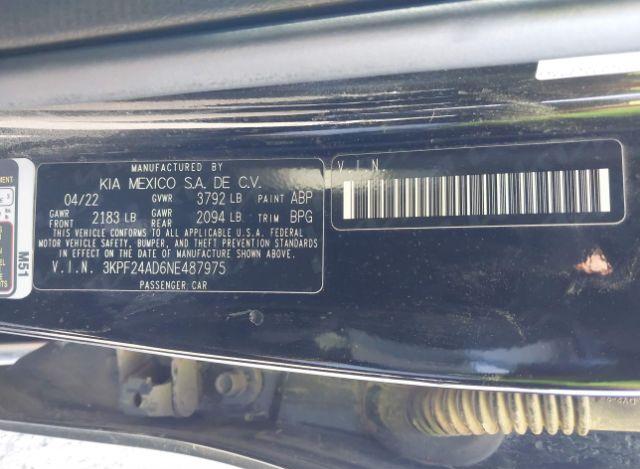 MANUFACTURED BY
KIA MEXICO S.A. DE C.V.
04/22 GVWR 3792 LB PAINT ABP
GAWR FRONT 2183 LB GAWR REAR 2094 LB TRIM BPG
THIS VEHICLE CONFORMS TO ALL APPLICABLE U.S.A. FEDERAL
MOTOR VEHICLE SAFETY, BUMPER, AND THEFT PREVENTION STANDARDS
IN EFFECT ON THE DATE OF MANUFACTURE SHOWN ABOVE.
V.I.N. 3KPF24AD6NE487975
PASSENGER CAR
V.I.N
M51